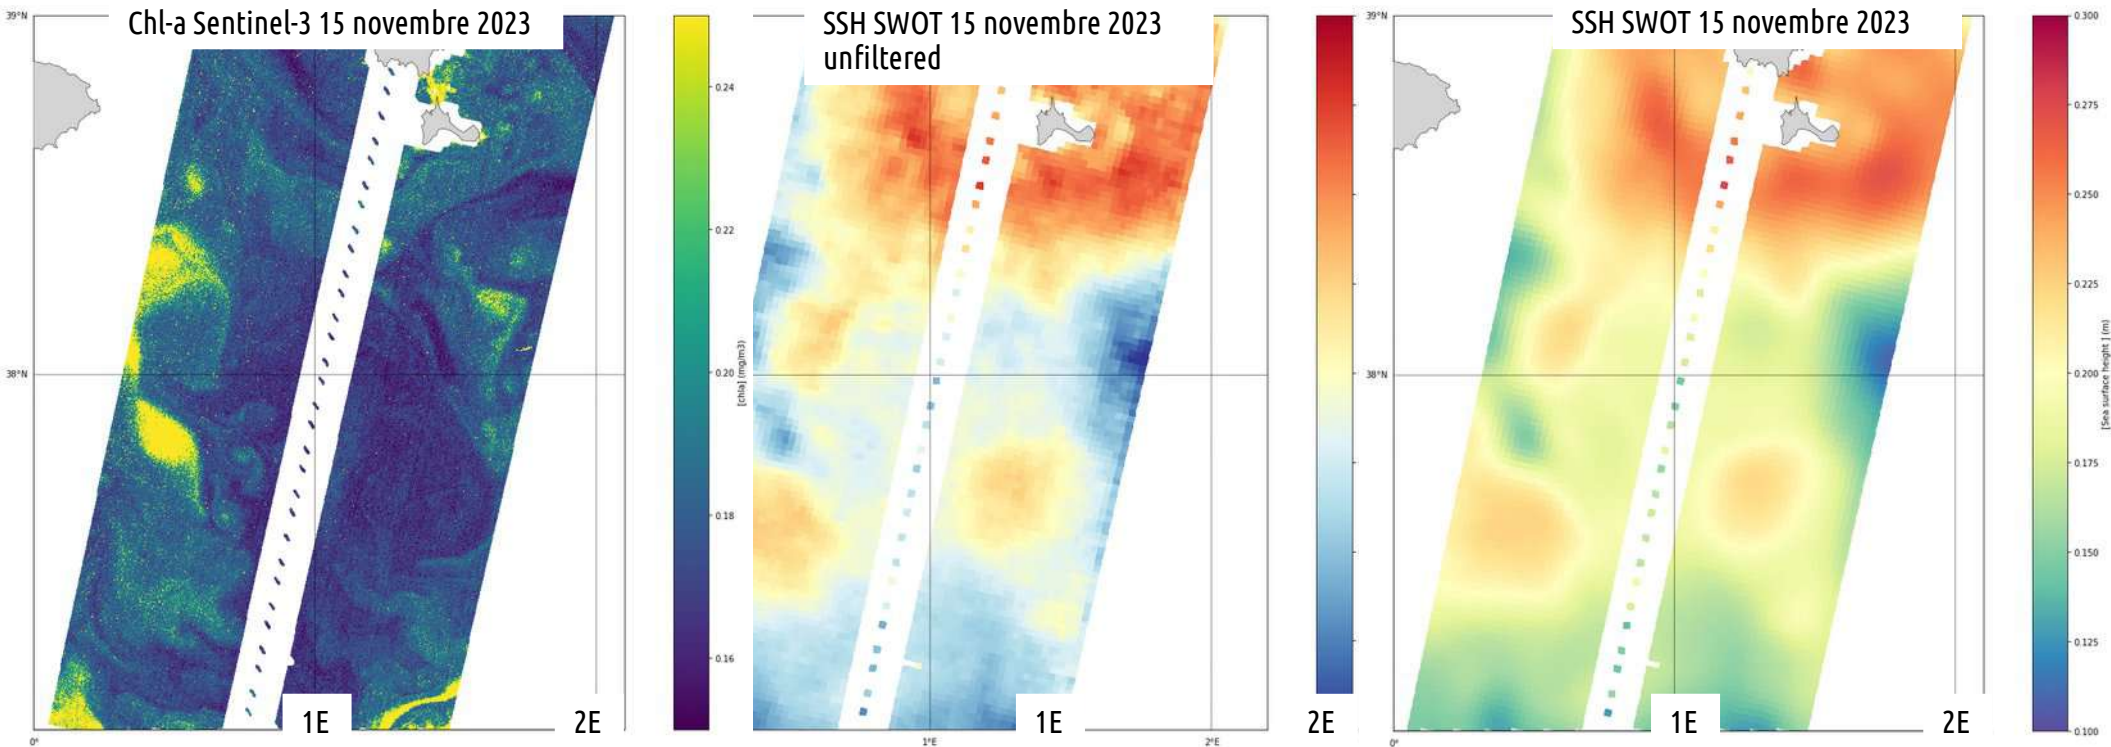 Chl-a Sentinel-3 15 novembre 2023
39°N
38°N
0°
1E
2E
0.24
0.22
0.20
0.18
0.16
[chla] (mg/m3)
SSH SWOT 15 novembre 2023
unfiltered
1°E
2°E
1E
2E
SSH SWOT 15 novembre 2023
39°N
38°N
0°
1E
2E
0.300
0.275
0.250
0.225
0.200
0.175
0.150
0.125
0.100
[Sea surface height ] (m)